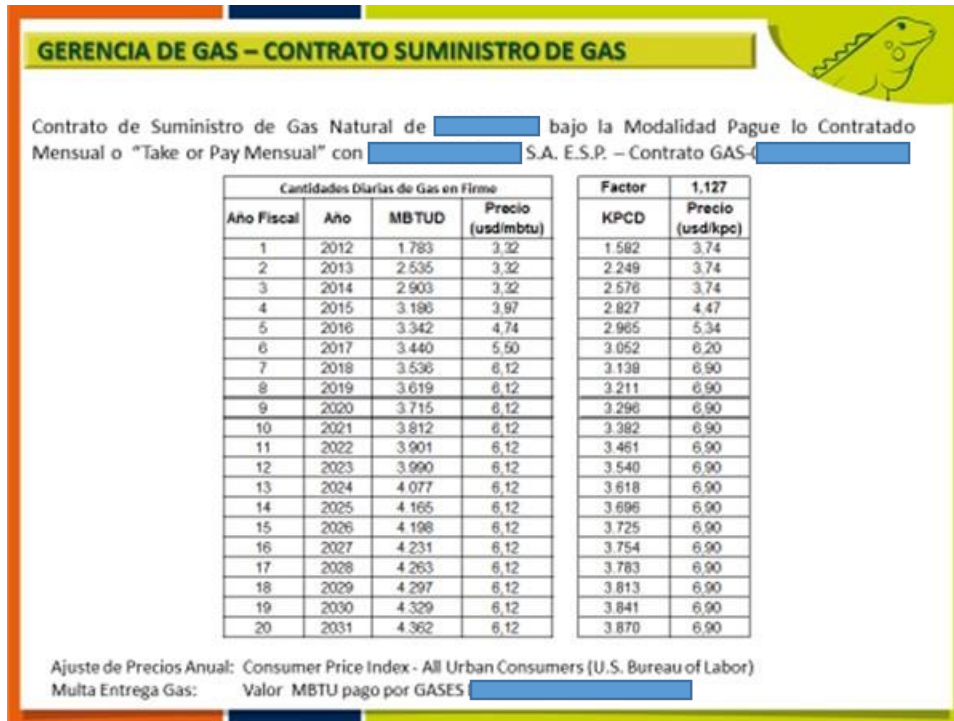 GERENCIA DE GAS – CONTRATO SUMINISTRO DE GAS
Contrato de Suministro de Gas Natural de bajo la Modalidad Pague lo Contratado
Mensual o "Take or Pay Mensual" con S.A. E.S.P. – Contrato GAS-
Cantidades Diarias de Gas en Firme Factor 1,127
Año Fiscal Año MBTUD Precio (usd/mbtu) KPCD Precio (usd/kpc)
1 2012 1.783 3,32 1.582 3,74
2 2013 2.535 3,32 2.249 3,74
3 2014 2.903 3,32 2.576 3,74
4 2015 3.186 3,97 2.827 4,47
5 2016 3.342 4,74 2.965 5,34
6 2017 3.440 5,50 3.052 6,20
7 2018 3.536 6,12 3.138 6,90
8 2019 3.619 6,12 3.211 6,90
9 2020 3.715 6,12 3.296 6,90
10 2021 3.812 6,12 3.382 6,90
11 2022 3.901 6,12 3.461 6,90
12 2023 3.990 6,12 3.540 6,90
13 2024 4.077 6,12 3.618 6,90
14 2025 4.165 6,12 3.696 6,90
15 2026 4.198 6,12 3.725 6,90
16 2027 4.231 6,12 3.754 6,90
17 2028 4.263 6,12 3.783 6,90
18 2029 4.297 6,12 3.813 6,90
19 2030 4.329 6,12 3.841 6,90
20 2031 4.362 6,12 3.870 6,90
Ajuste de Precios Anual: Consumer Price Index - All Urban Consumers (U.S. Bureau of Labor)
Multa Entrega Gas: Valor MBTU pago por GASES